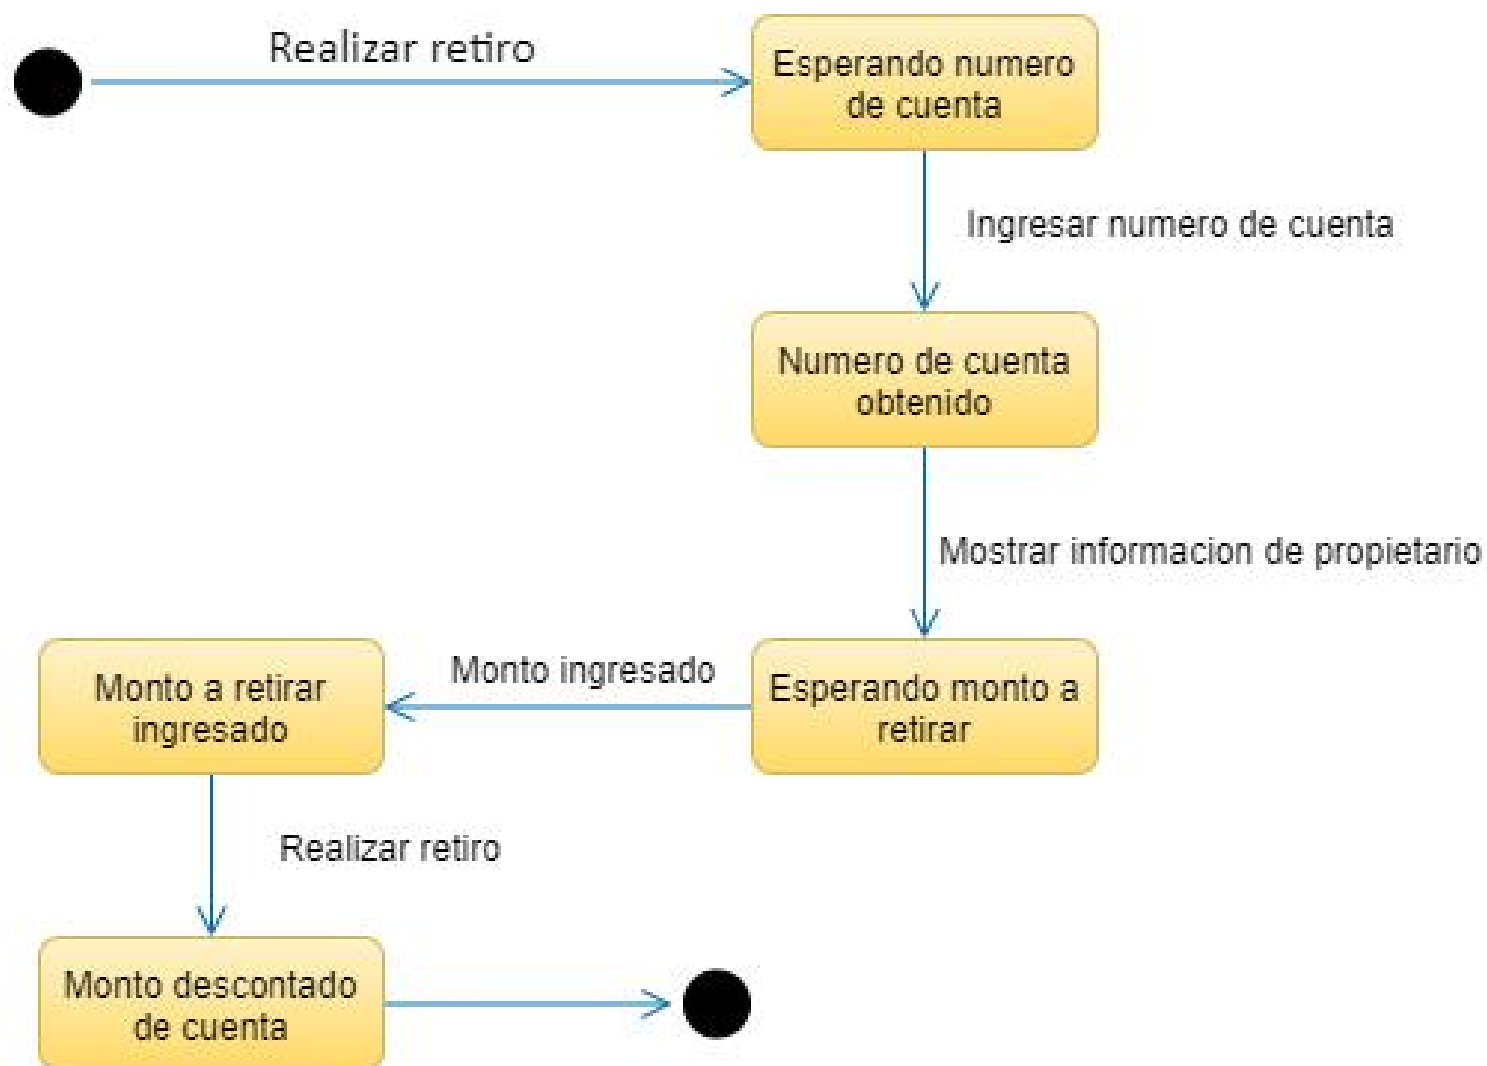 Realizar retiro
Esperando numero
de cuenta
Ingresar numero de cuenta
Numero de cuenta
obtenido
Mostrar informacion de propietario
Esperando monto a
retirar
Monto ingresado
Monto a retirar
ingresado
Realizar retiro
Monto descontado
de cuenta